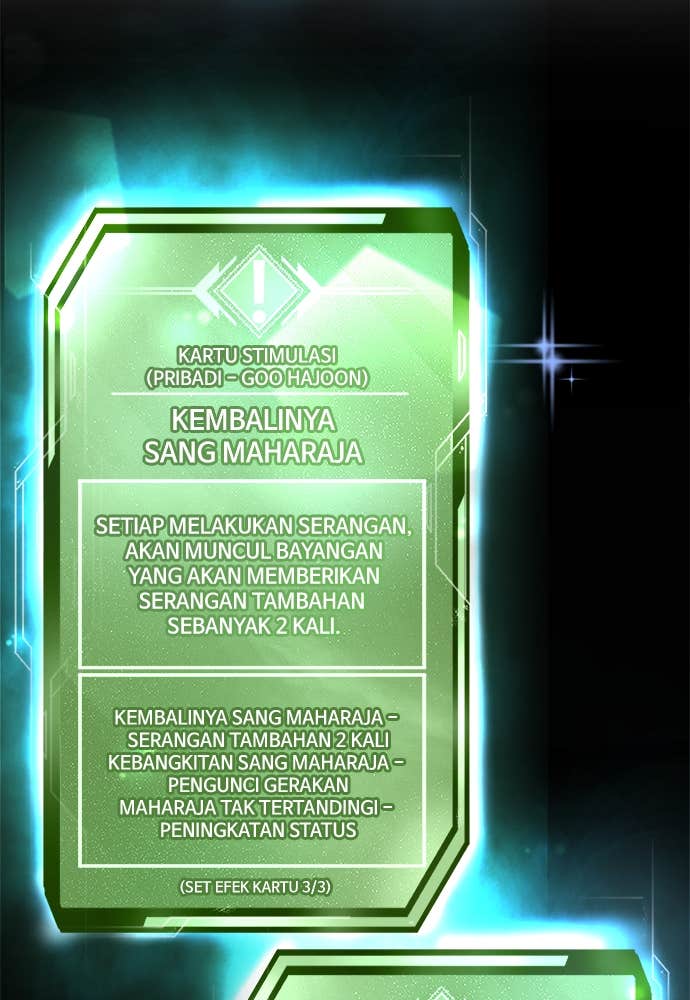 !
KARTU STIMULASI
(PRIBADI – GOO HAJOON)
KEMBALINYA
SANG MAHARAJA
SETIAP MELAKUKAN SERANGAN,
AKAN MUNCUL BAYANGAN
YANG AKAN MEMBERIKAN
SERANGAN TAMBAHAN
SEBANYAK 2 KALI.
KEMBALINYA SANG MAHARAJA –
SERANGAN TAMBAHAN 2 KALI
KEBANGKITAN SANG MAHARAJA –
PENGUNCI GERAKAN
MAHARAJA TAK TERTANDINGI –
PENINGKATAN STATUS
(SET EFEK KARTU 3/3)